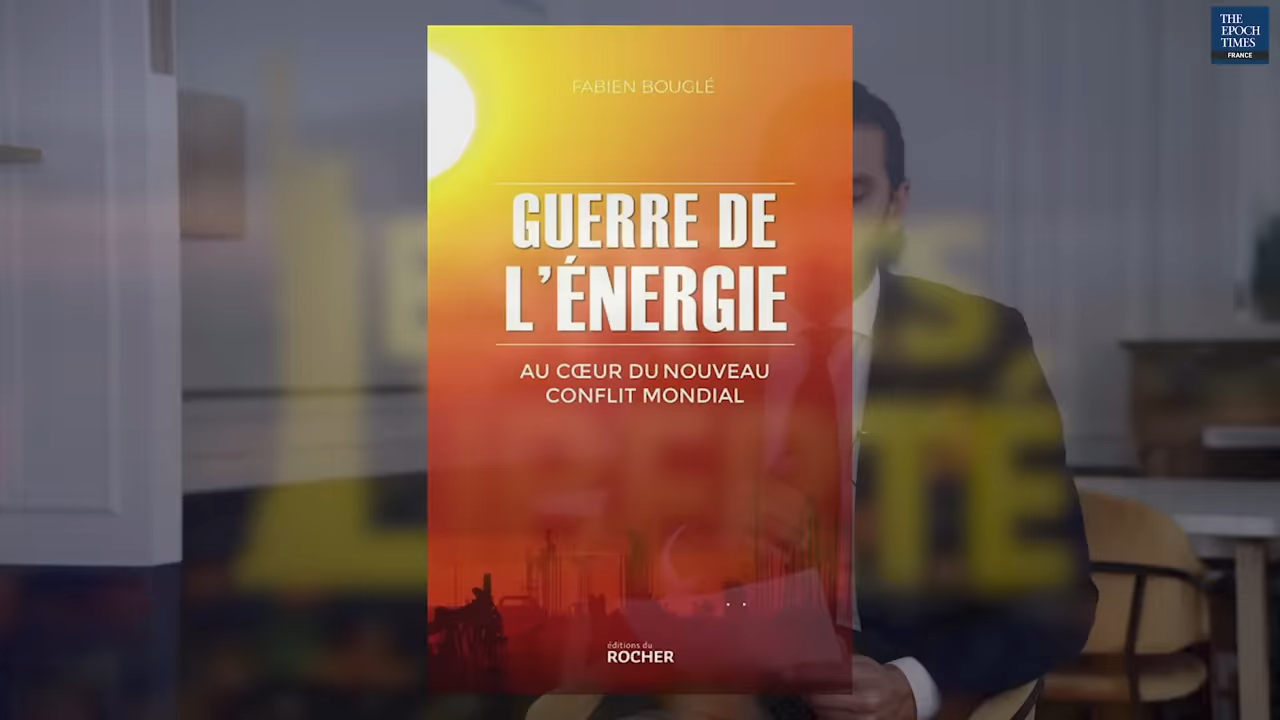 THE
EPOCH
TIMES
FRANCE
FABIEN BOUGLÉ
GUERRE DE
L'ÉNERGIE
AU CŒUR DU NOUVEAU
CONFLIT MONDIAL
éditions du
ROCHER